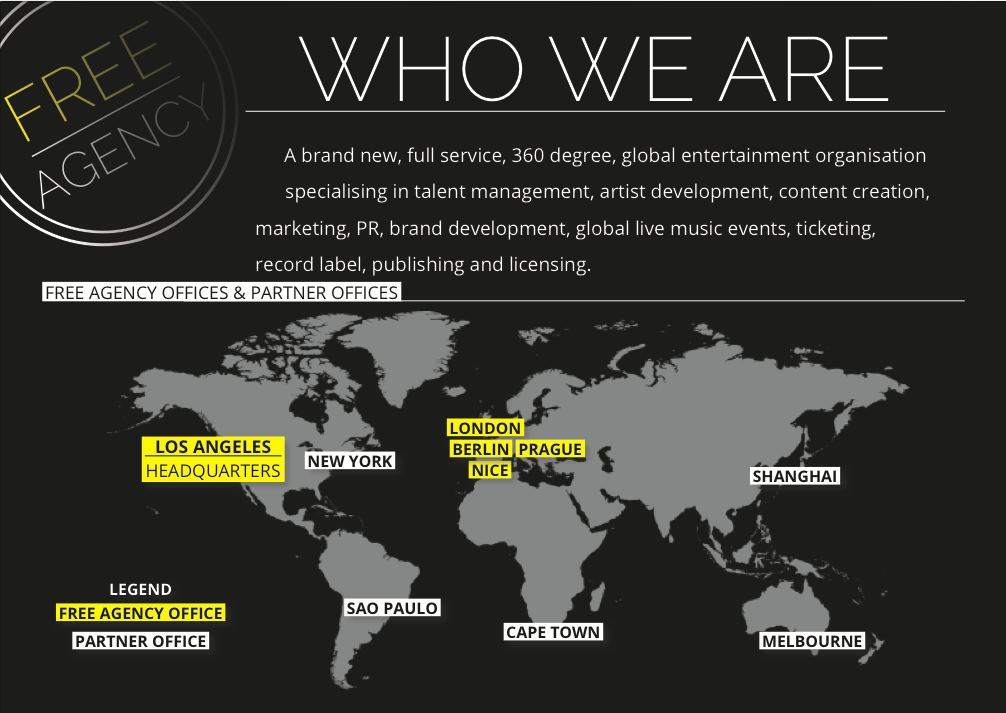 FREE
AGENCY
WHO WE ARE
A brand new, full service, 360 degree, global entertainment organisation
specialising in talent management, artist development, content creation,
marketing, PR, brand development, global live music events, ticketing,
record label, publishing and licensing.
FREE AGENCY OFFICES & PARTNER OFFICES
LONDON
LOS ANGELES
BERLIN PRAGUE
HEADQUARTERS
NEW YORK
NICE
SHANGHAI
LEGEND
FREE AGENCY OFFICE
PARTNER OFFICE
SAO PAULO
CAPE TOWN
MELBOURNE